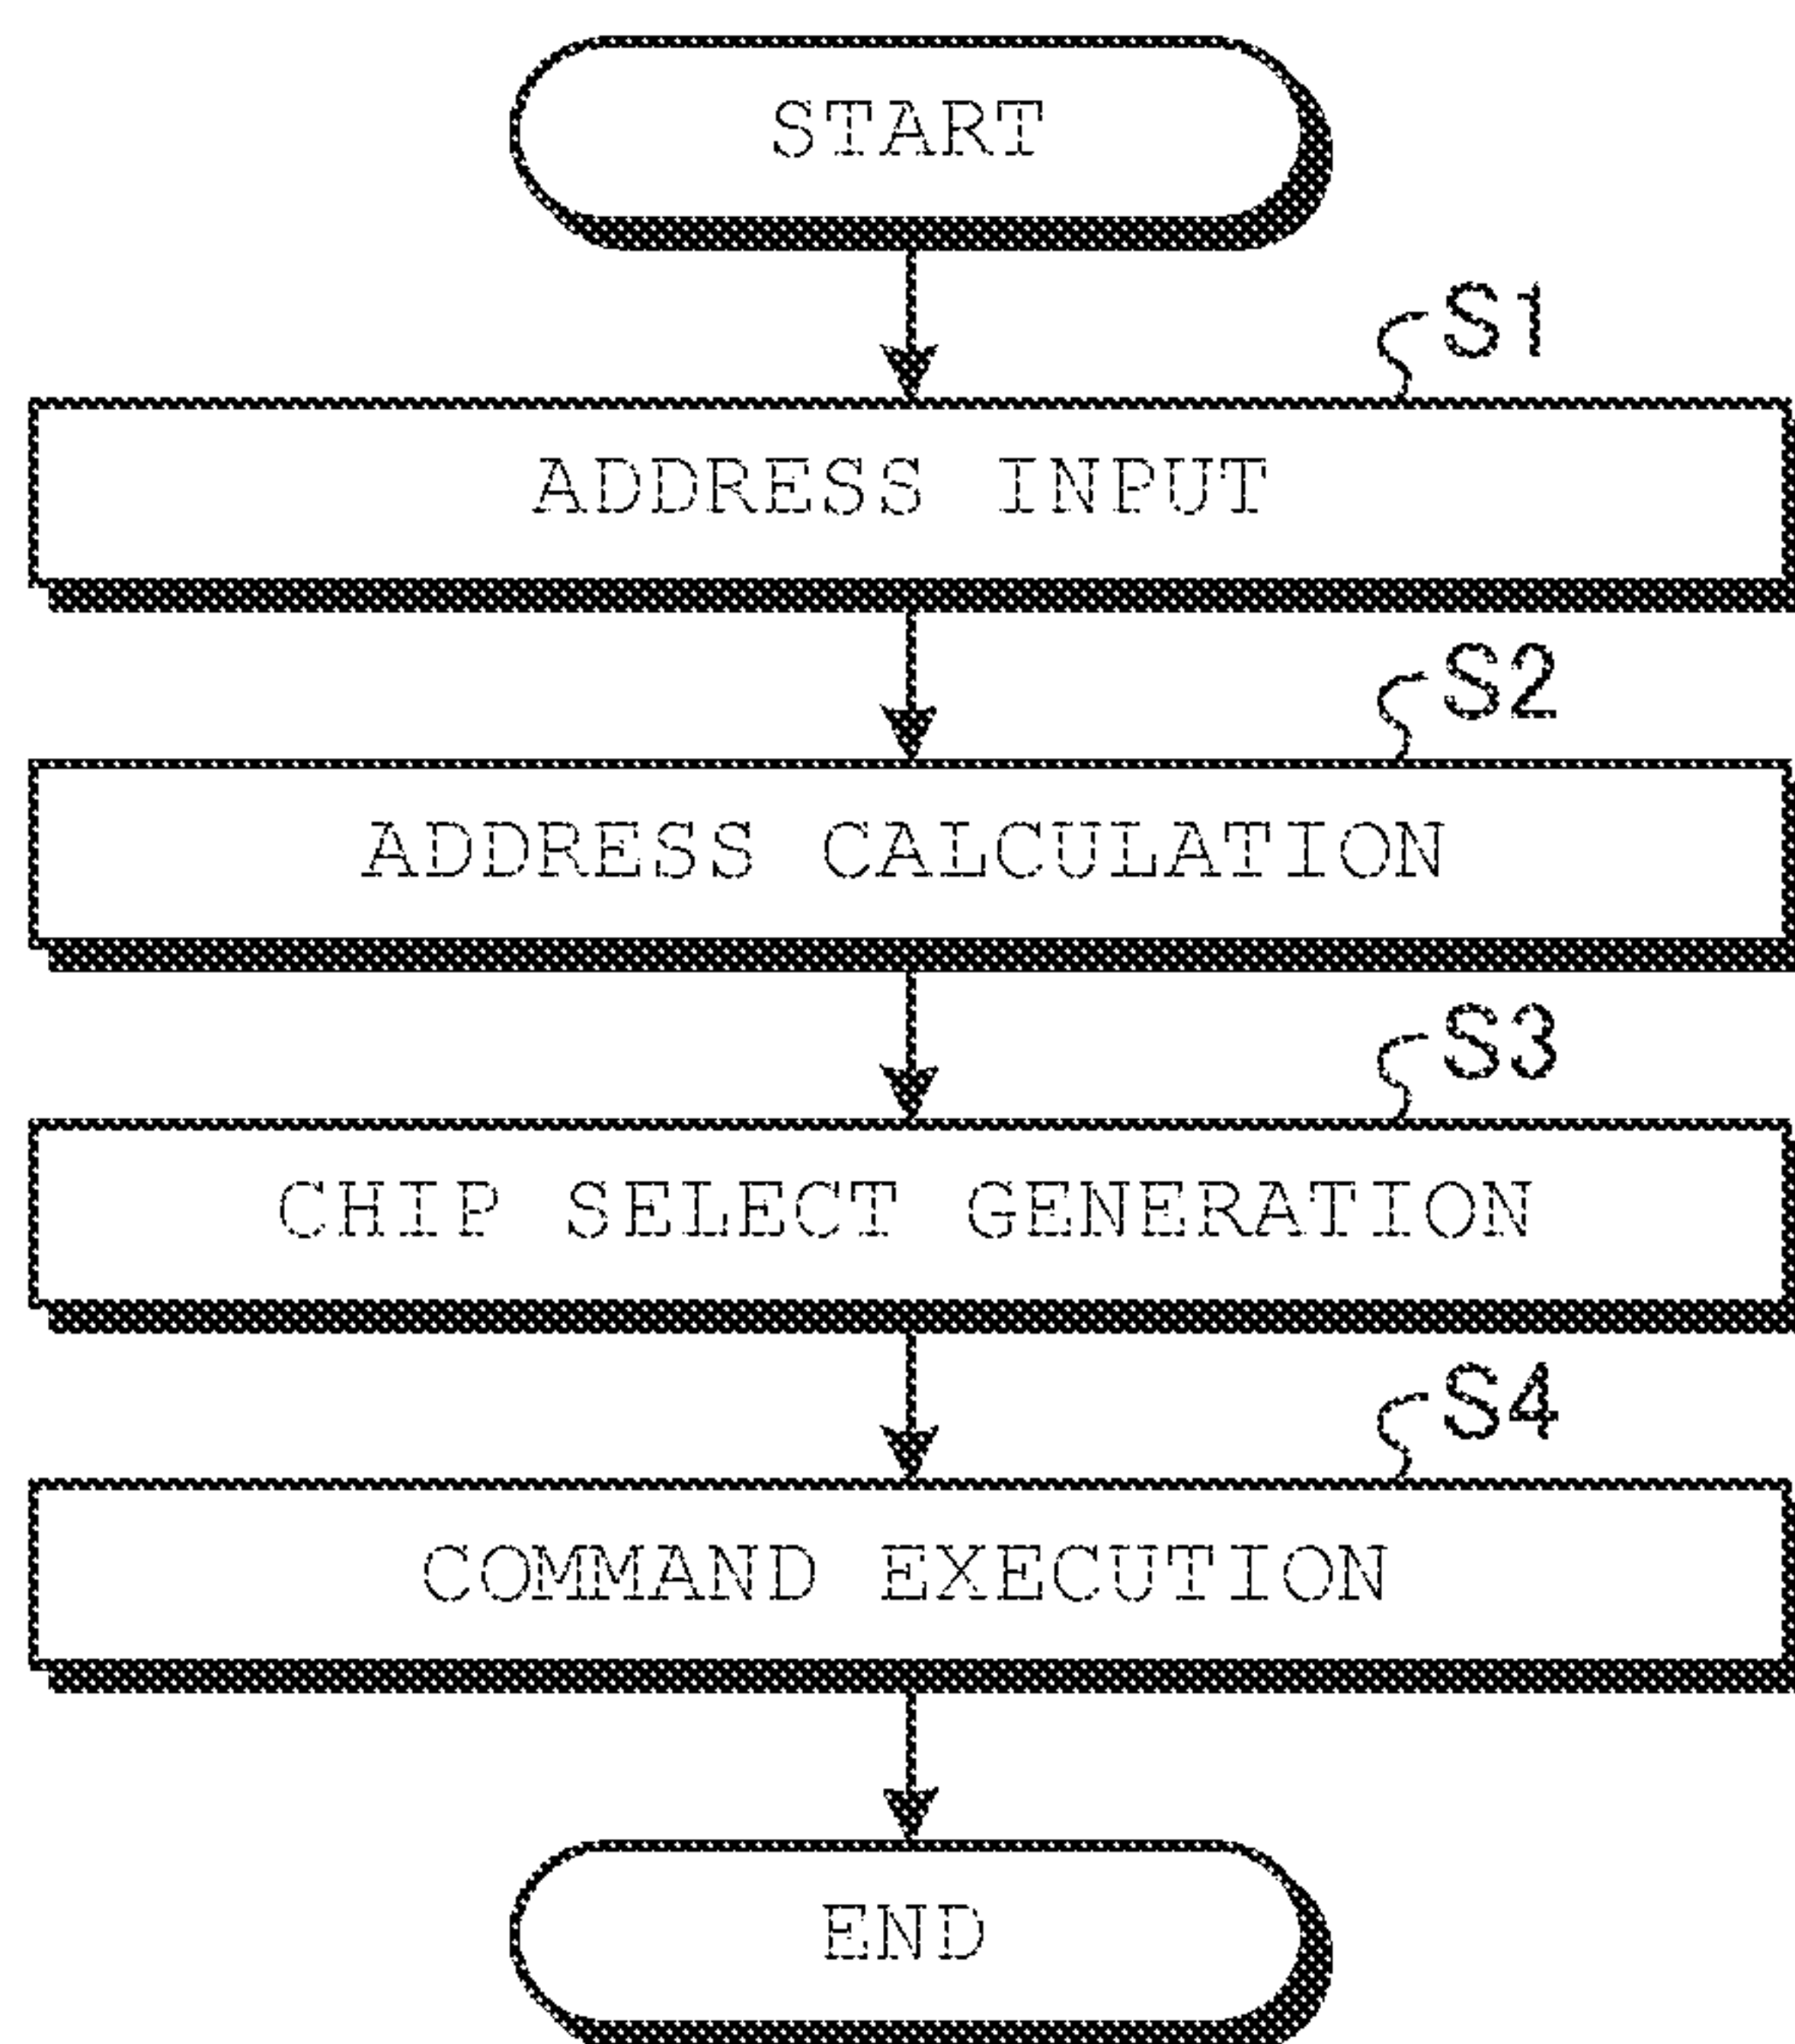 START
S1
ADDRESS INPUT
S2
ADDRESS CALCULATION
S3
CHIP SELECT GENERATION
S4
COMMAND EXECUTION
END